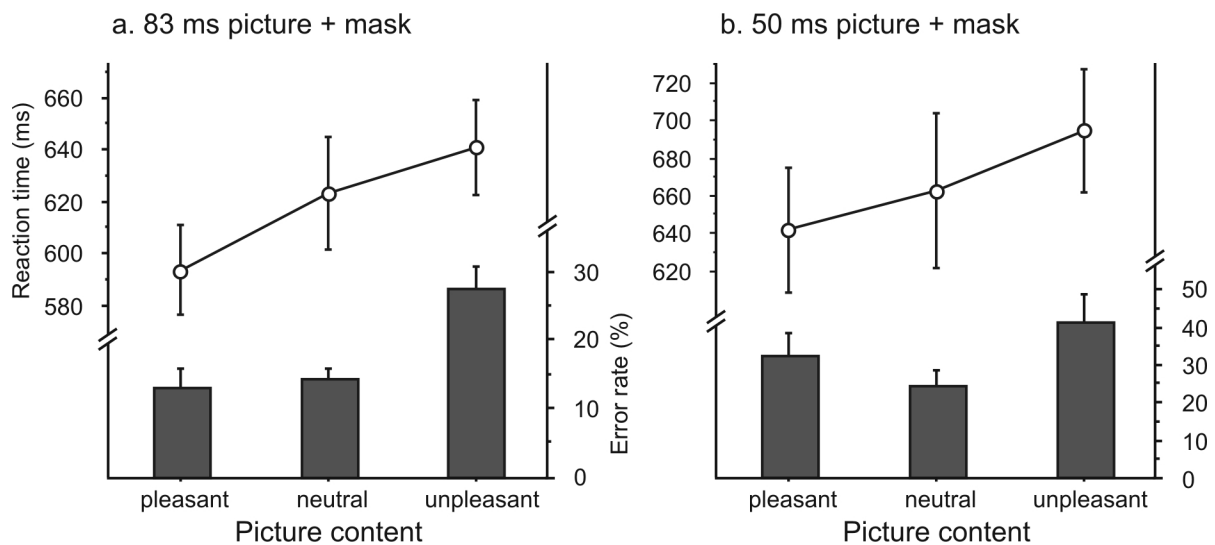 a. 83 ms picture + mask
Reaction time (ms)
660
640
620
600
580
30
20
10
0
Error rate (%)
pleasant neutral unpleasant
Picture content
b. 50 ms picture + mask
720
700
680
660
640
620
50
40
30
20
10
0
pleasant neutral unpleasant
Picture content